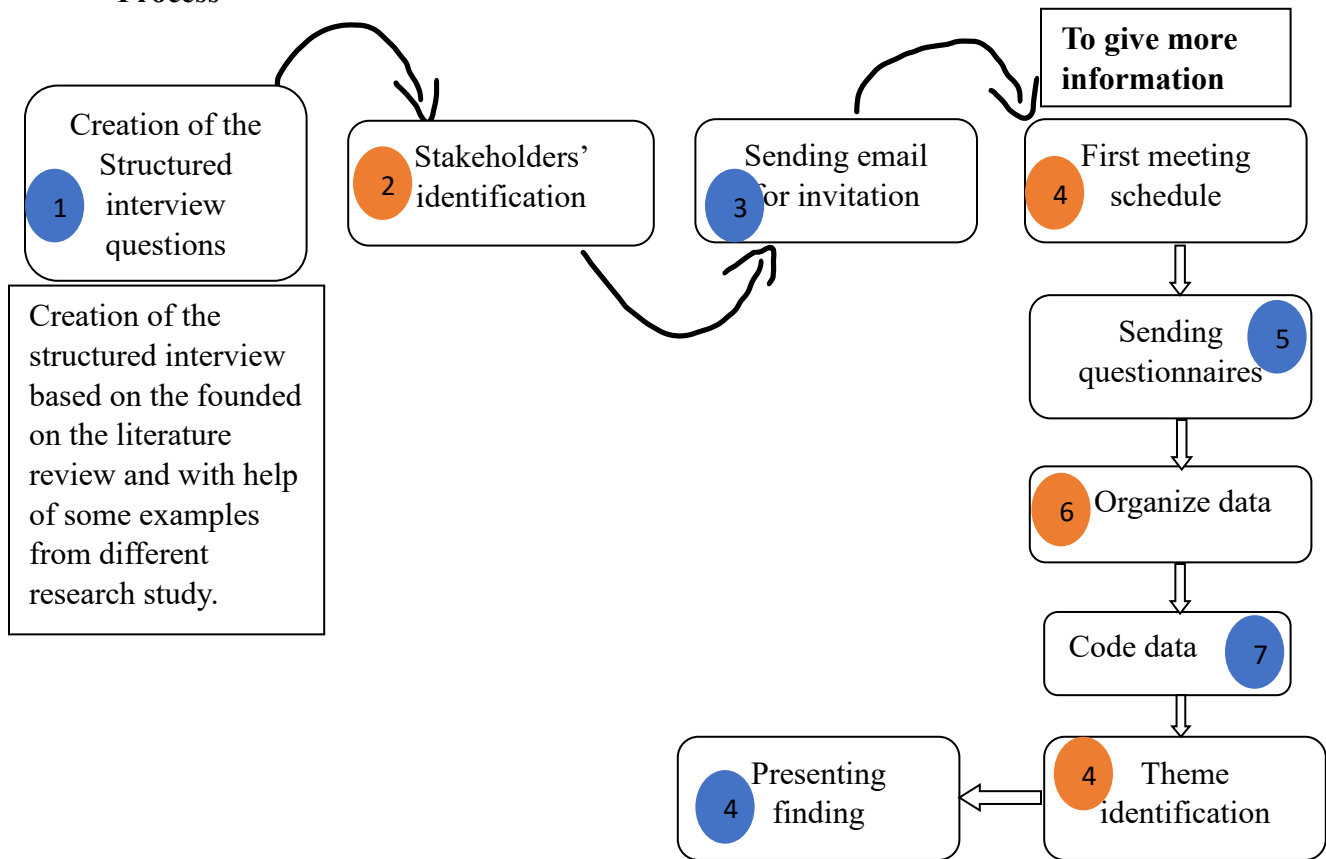 Process
To give more
information
Creation of the
Structured
interview
questions
1
Stakeholders’
identification
2
Sending email
for invitation
3
First meeting
schedule
4
Creation of the
structured interview
based on the founded
on the literature
review and with help
of some examples
from different
research study.
Sending
questionnaires
5
Organize data
6
Code data
7
Theme
identification
4
Presenting
finding
4